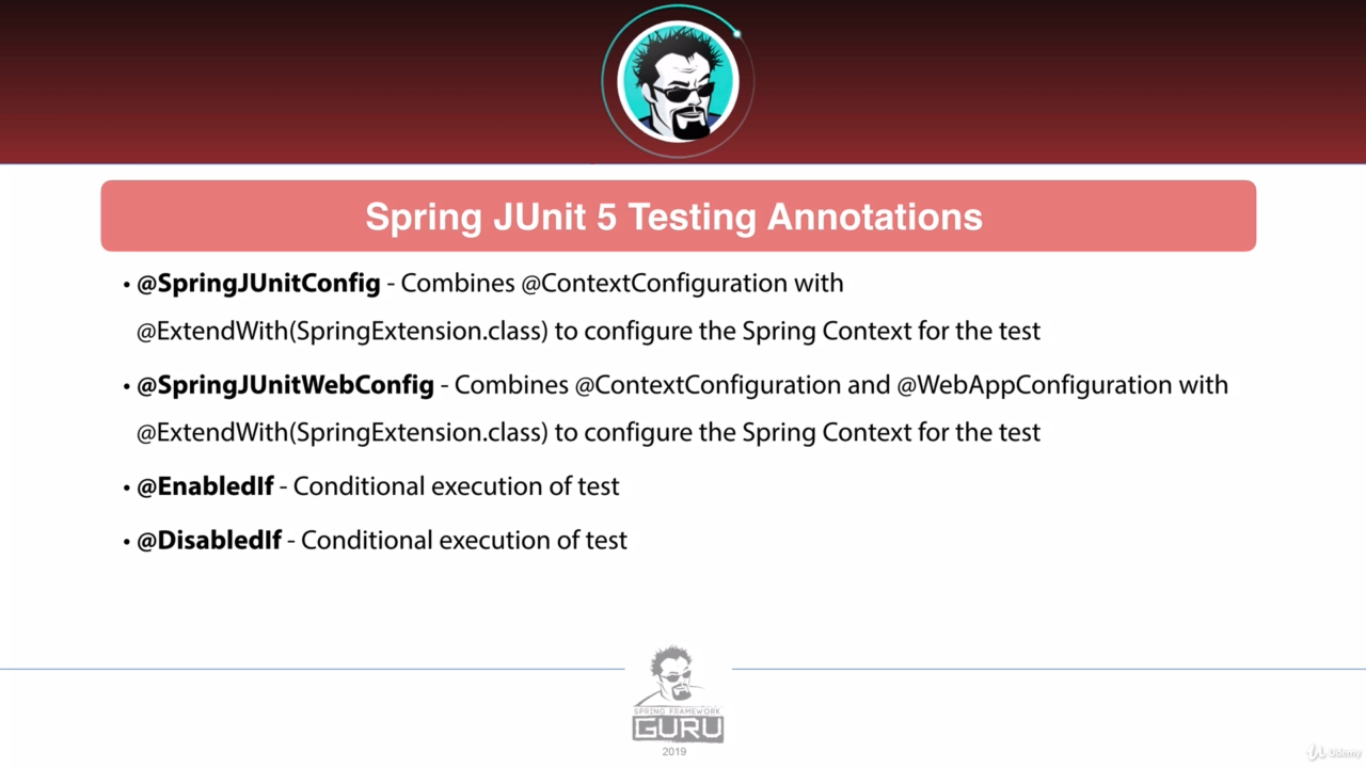 Spring JUnit 5 Testing Annotations
• @SpringJUnitConfig - Combines @ContextConfiguration with
@ExtendWith(SpringExtension.class) to configure the Spring Context for the test
• @SpringJUnitWebConfig - Combines @ContextConfiguration and @WebAppConfiguration with
@ExtendWith(SpringExtension.class) to configure the Spring Context for the test
• @EnabledIf - Conditional execution of test
• @DisabledIf - Conditional execution of test
SPRING FRAMEWORK
GURU
2019
Udemy